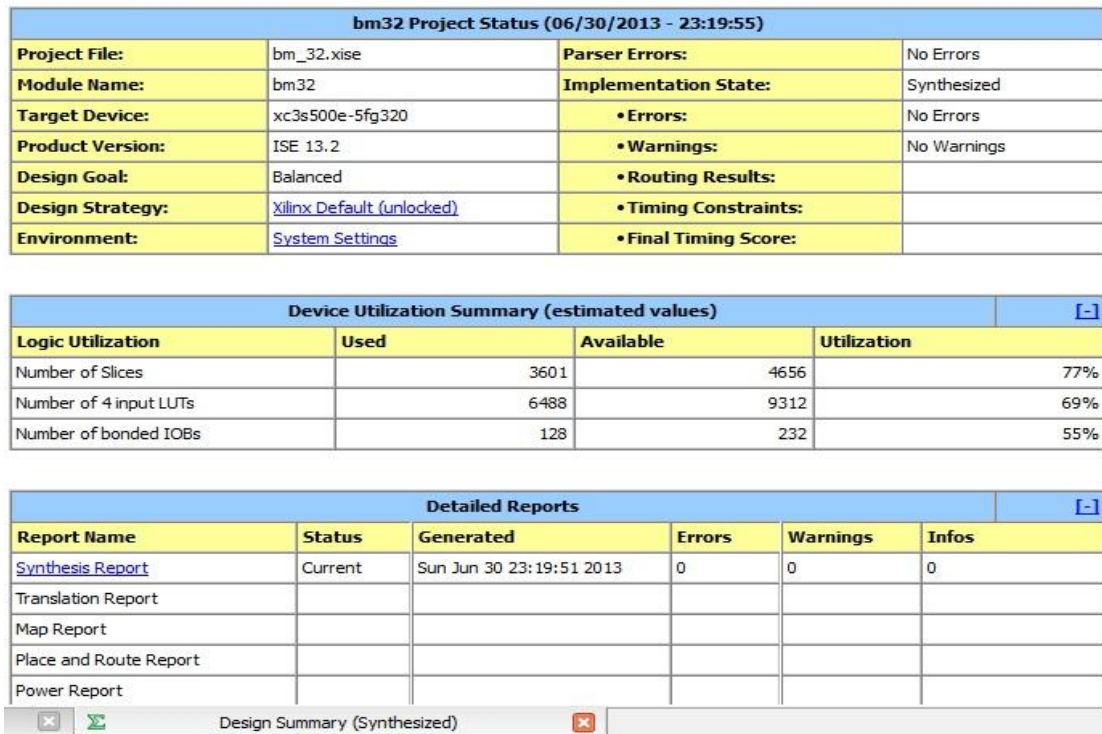 bm32 Project Status (06/30/2013 - 23:19:55)
Project File: bm_32.xise Parser Errors: No Errors
Module Name: bm32 Implementation State: Synthesized
Target Device: xc3s500e-5fg320 •Errors: No Errors
Product Version: ISE 13.2 •Warnings: No Warnings
Design Goal: Balanced •Routing Results:
Design Strategy: Xilinx Default (unlocked) •Timing Constraints:
Environment: System Settings •Final Timing Score:
Device Utilization Summary (estimated values) [-]
Logic Utilization Used Available Utilization
Number of Slices 3601 4656 77%
Number of 4 input LUTs 6488 9312 69%
Number of bonded IOBs 128 232 55%
Detailed Reports [-]
Report Name Status Generated Errors Warnings Infos
Synthesis Report Current Sun Jun 30 23:19:51 2013 0 0 0
Translation Report
Map Report
Place and Route Report
Power Report
Σ Design Summary (Synthesized)